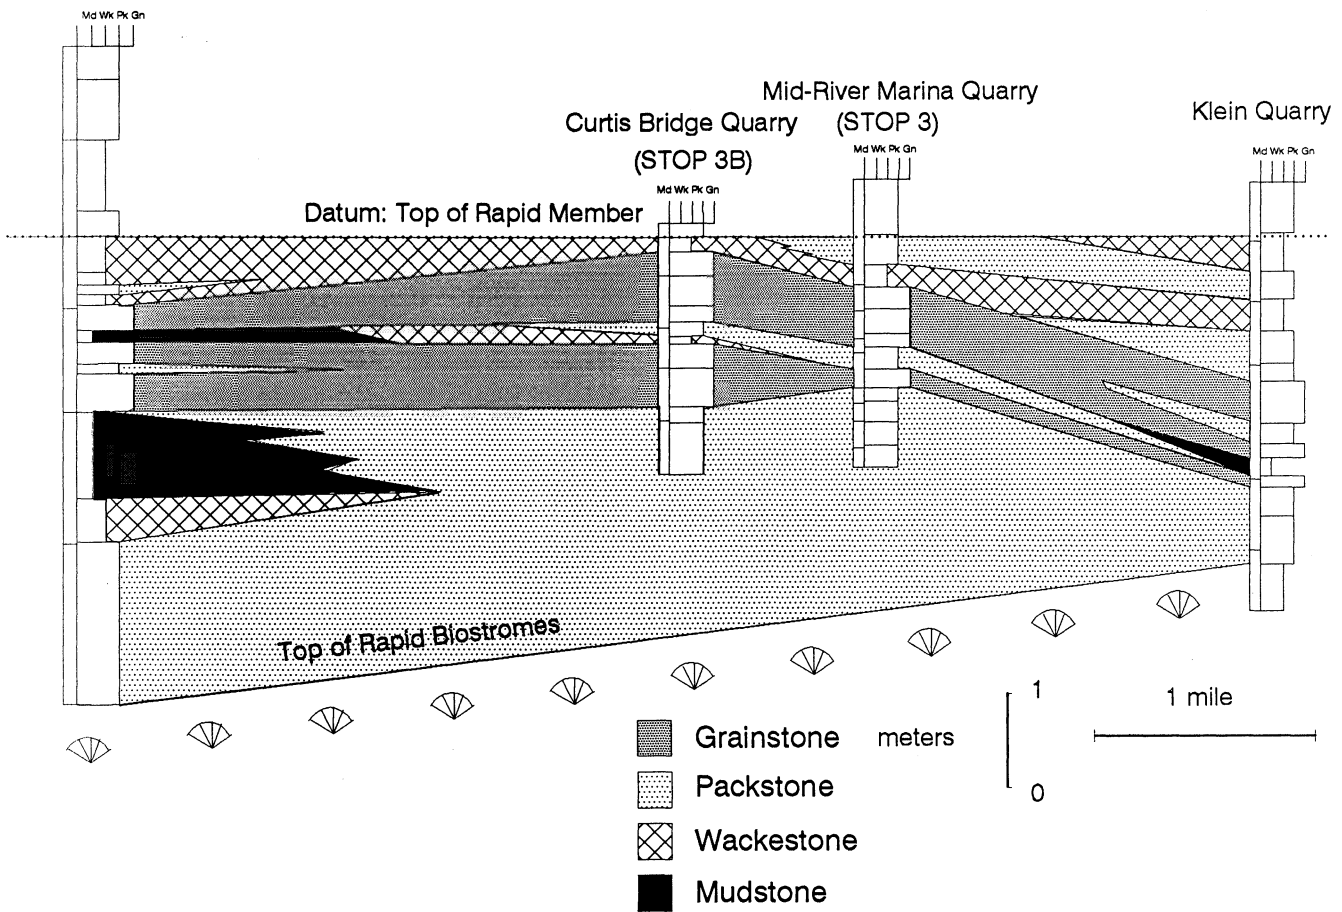 Md Wk Pk Gn
Mid-River Marina Quarry
(STOP 3)
Curtis Bridge Quarry
(STOP 3B)
Klein Quarry
Md Wk Pk Gn
Md Wk Pk Gn
Md Wk Pk Gn
Datum: Top of Rapid Member
Top of Rapid Biostromes
1
meters
0
1 mile
Grainstone
Packstone
Wackestone
Mudstone